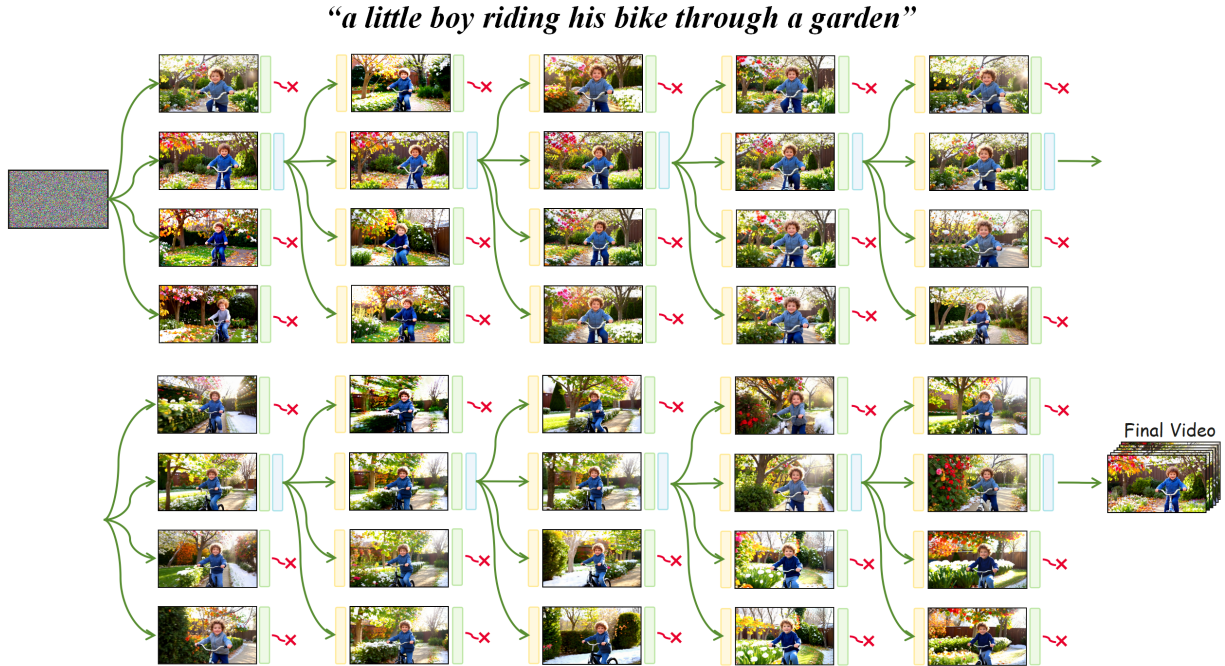 “a little boy riding his bike through a garden”
Final Video